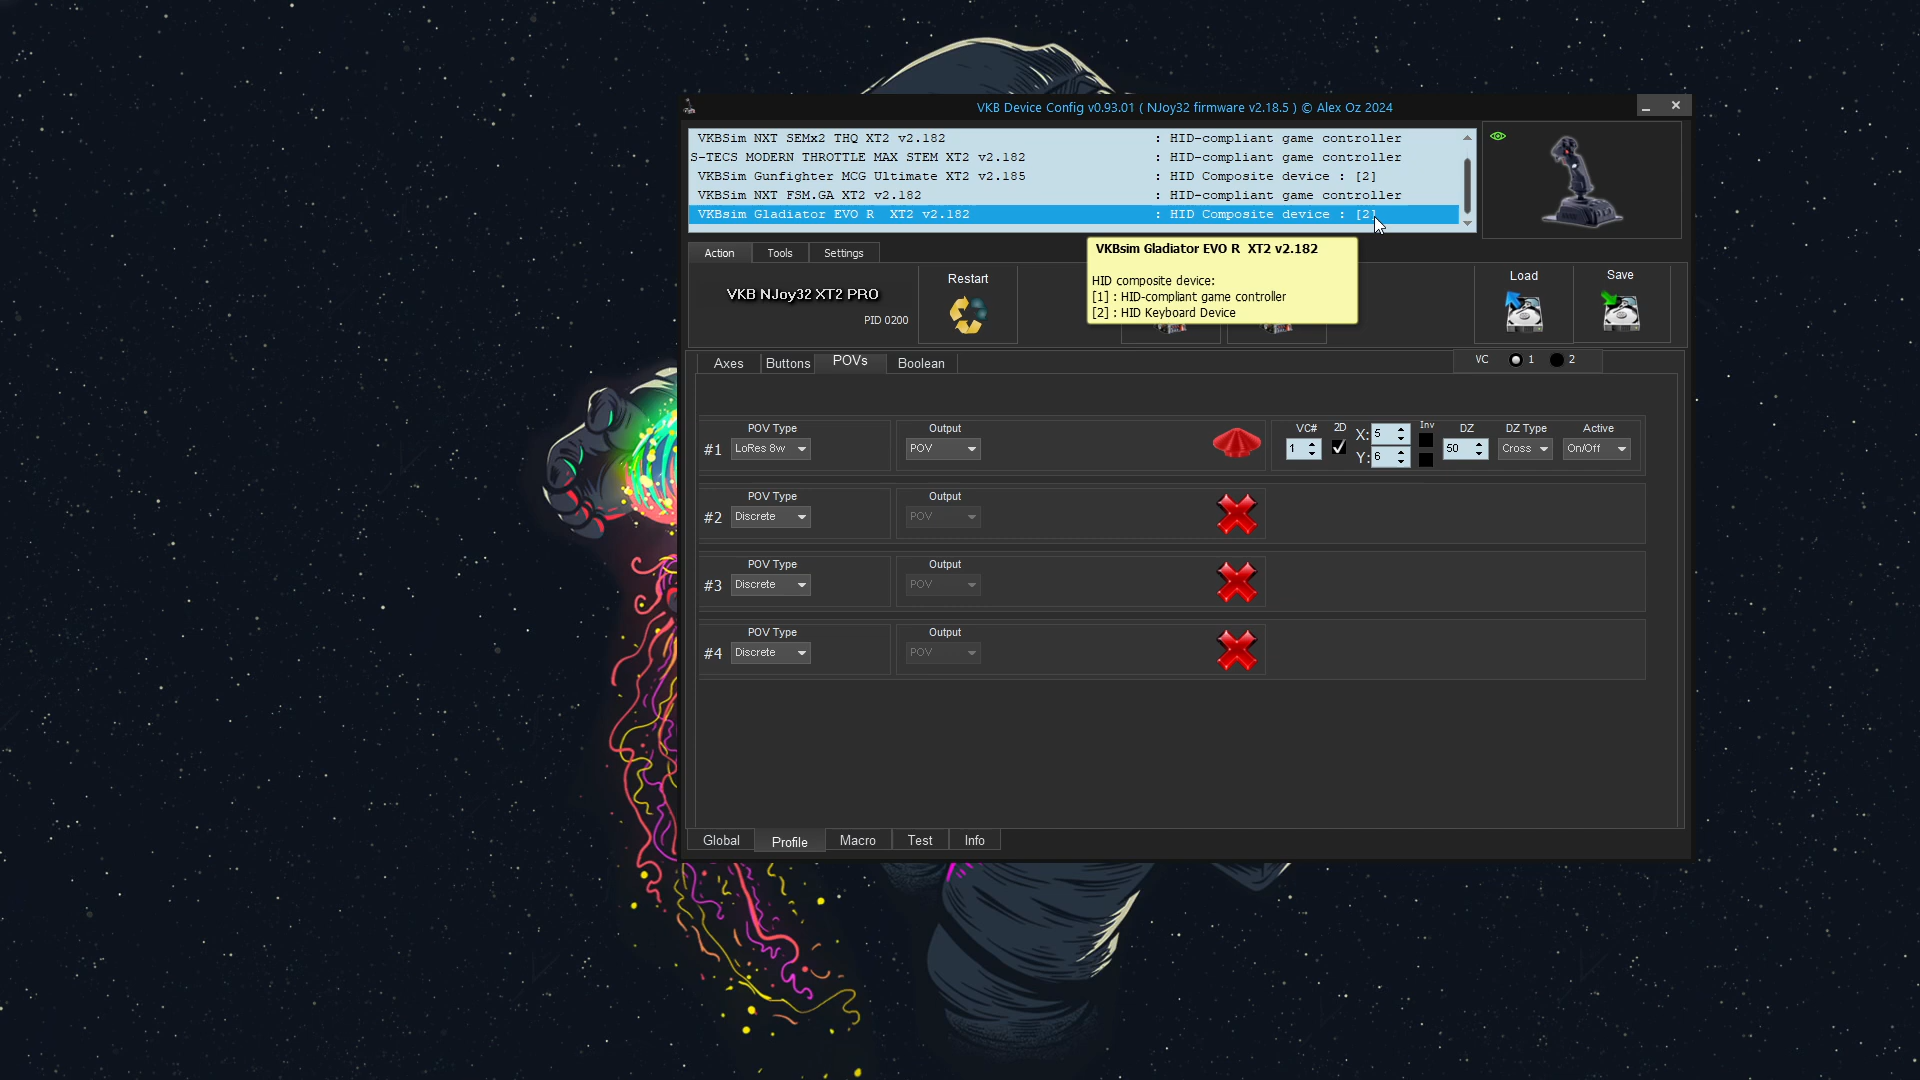 VKB Device Config v0.93.01 ( NJoy32 firmware v2.18.5 ) © Alex Oz 2024
VKBSim NXT SEMx2 THQ XT2 v2.182 : HID-compliant game controller
S-TECS MODERN THROTTLE MAX STEM XT2 v2.182 : HID-compliant game controller
VKBSim Gunfighter MCG Ultimate XT2 v2.185 : HID Composite device : [2]
VKBSim NXT FSM.GA XT2 v2.182 : HID-compliant game controller
VKBsim Gladiator EVO R XT2 v2.182 : HID Composite device : [2]
VKBsim Gladiator EVO R XT2 v2.182
HID composite device:
[1] : HID-compliant game controller
[2] : HID Keyboard Device
Action Tools Settings
VKB NJoy32 XT2 PRO
PID 0200
Restart
Load
Save
Axes Buttons POVs Boolean
VC 1 2
#1 POV Type LoRes 8w Output POV
VC# 1 2D X: 5 Y: 6 Inv DZ 50 DZ Type Cross Active On/Off
#2 POV Type Discrete Output POV
#3 POV Type Discrete Output POV
#4 POV Type Discrete Output POV
Global Profile Macro Test Info